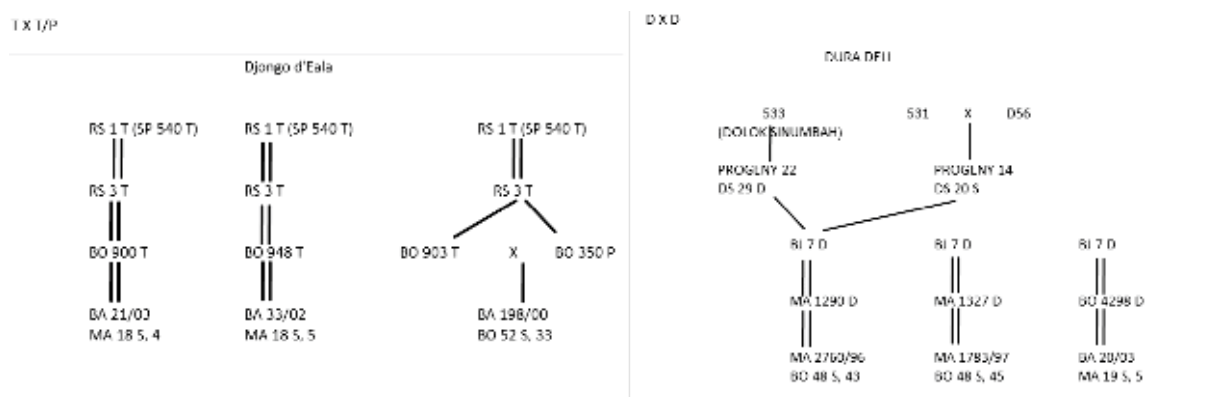 T X T/P
Djongo d'Eala
RS 1 T (SP 540 T) RS 1 T (SP 540 T) RS 1 T (SP 540 T)
RS 3 T RS 3 T RS 3 T
BO 900 T BO 948 T BO 903 T X BO 350 P
BA 21/03 BA 33/02 BA 198/00
MA 18 S, 4 MA 18 S, 5 BO 52 S, 33
D X D
DURA DELI
533 531 X D56
(DOLOK SINUMBAH)
PROGENY 22 PROGENY 14
DS 29 D DS 20 S
BJ 7 D BJ 7 D BJ 7 D
MA 1290 D MA 1327 D BO 4298 D
MA 2760/96 MA 1783/97 BA 20/03
BO 48 S, 43 BO 48 S, 45 MA 19 S, 5